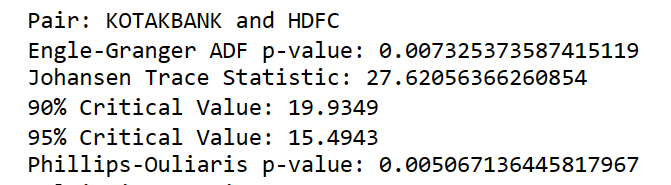 Pair: KOTAKBANK and HDFC
Engle-Granger ADF p-value: 0.007325373587415119
Johansen Trace Statistic: 27.62056366260854
90% Critical Value: 19.9349
95% Critical Value: 15.4943
Phillips-Ouliaris p-value: 0.005067136445817967